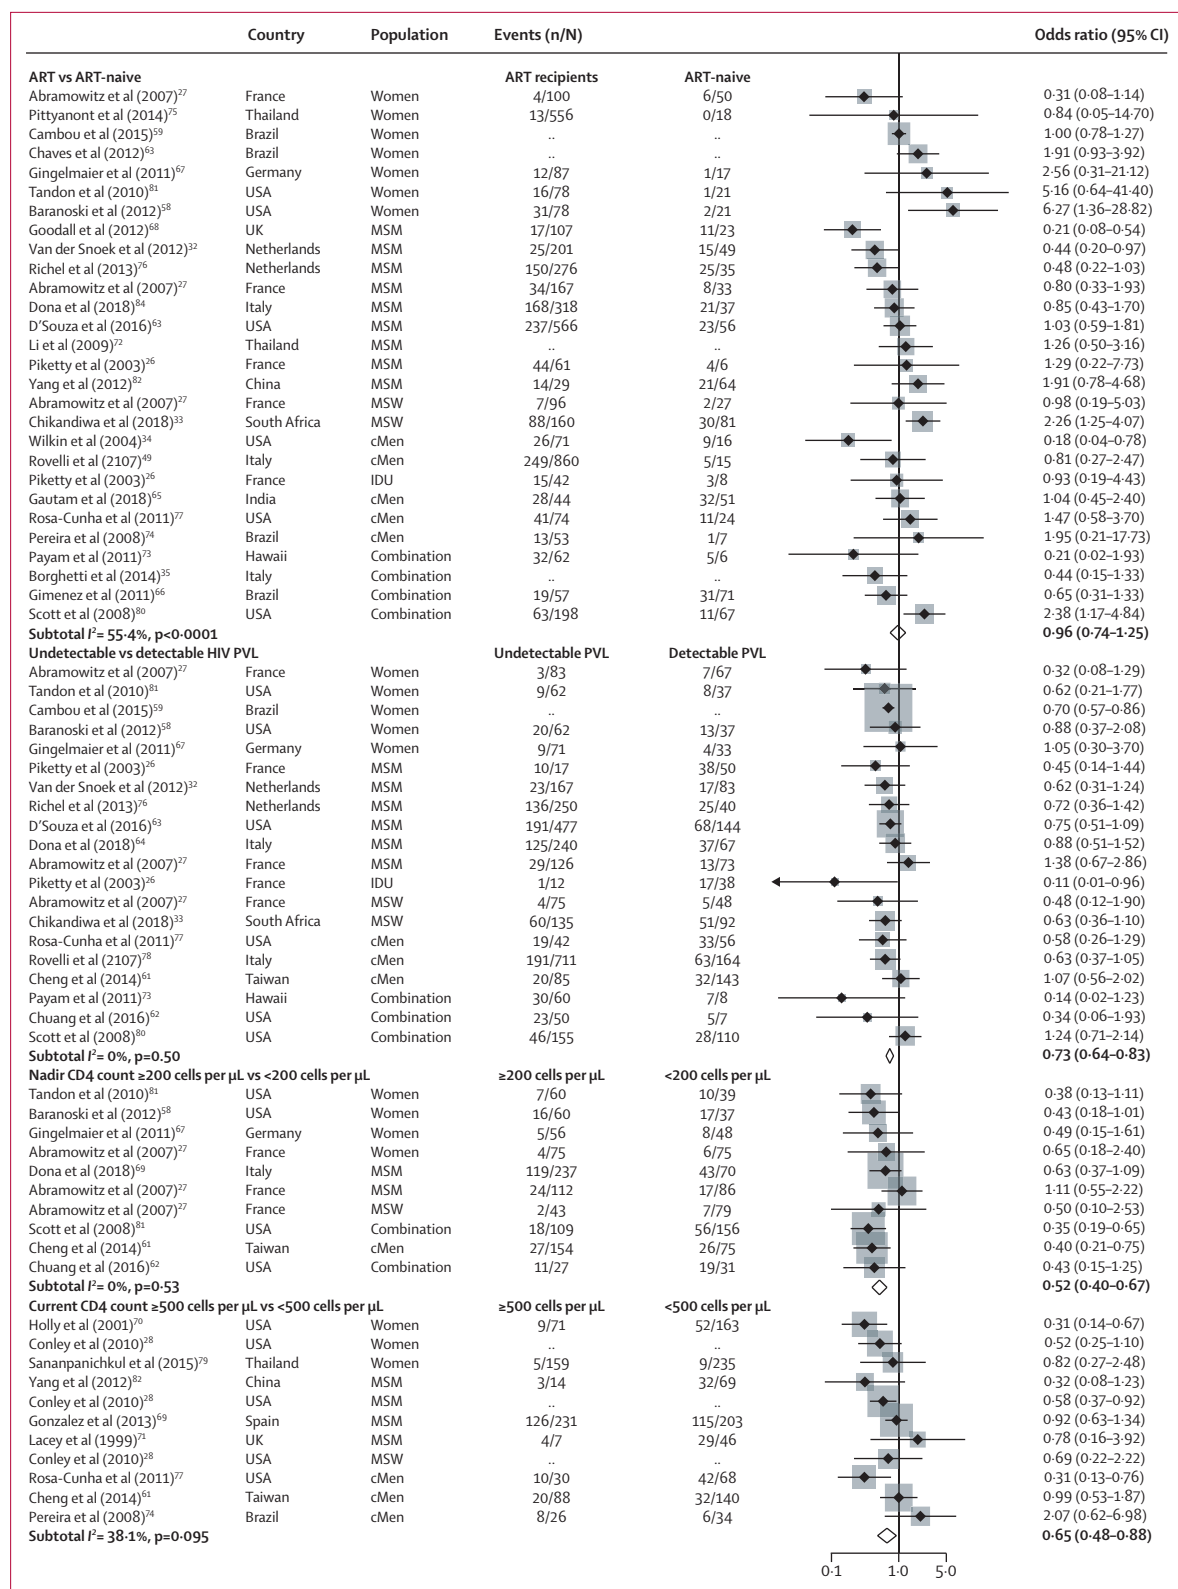 Country Population Events (n/N) Odds ratio (95% CI)
ART vs ART-naive ART recipients ART-naive
Abramowitz et al (2007)27 France Women 4/100 6/50 0·31 (0·08–1·14)
Pittyanont et al (2014)75 Thailand Women 13/556 0/18 0·84 (0·05–14·70)
Cambou et al (2015)59 Brazil Women .. .. 1·00 (0·78–1·27)
Chaves et al (2012)63 Brazil Women .. .. 1·91 (0·93–3·92)
Gingelmaier et al (2011)67 Germany Women 12/87 1/17 2·56 (0·31–21·12)
Tandon et al (2010)81 USA Women 16/78 1/21 5·16 (0·64–41·40)
Baranoski et al (2012)58 USA Women 31/78 2/21 6·27 (1·36–28·82)
Goodall et al (2012)68 UK MSM 17/107 11/23 0·21 (0·08–0·54)
Van der Snoek et al (2012)32 Netherlands MSM 25/201 15/49 0·44 (0·20–0·97)
Richel et al (2013)76 Netherlands MSM 150/276 25/35 0·48 (0·22–1·03)
Abramowitz et al (2007)27 France MSM 34/167 8/33 0·80 (0·33–1·93)
Dona et al (2018)84 Italy MSM 168/318 21/37 0·85 (0·43–1·70)
D'Souza et al (2016)63 USA MSM 237/566 23/56 1·03 (0·59–1·81)
Li et al (2009)72 Thailand MSM .. .. 1·26 (0·50–3·16)
Piketty et al (2003)26 France MSM 44/61 4/6 1·29 (0·22–7·73)
Yang et al (2012)82 China MSM 14/29 21/64 1·91 (0·78–4·68)
Abramowitz et al (2007)27 France MSW 7/96 2/27 0·98 (0·19–5·03)
Chikandiwa et al (2018)33 South Africa MSW 88/160 30/81 2·26 (1·25–4·07)
Wilkin et al (2004)34 USA cMen 26/71 9/16 0·18 (0·04–0·78)
Rovelli et al (2107)49 Italy cMen 249/860 5/15 0·81 (0·27–2·47)
Piketty et al (2003)26 France IDU 15/42 3/8 0·93 (0·19–4·43)
Gautam et al (2018)65 India cMen 28/44 32/51 1·04 (0·45–2·40)
Rosa-Cunha et al (2011)77 USA cMen 41/74 11/24 1·47 (0·58–3·70)
Pereira et al (2008)74 Brazil cMen 13/53 1/7 1·95 (0·21–17·73)
Payam et al (2011)73 Hawaii Combination 32/62 5/6 0·21 (0·02–1·93)
Borghetti et al (2014)35 Italy Combination .. .. 0·44 (0·15–1·33)
Gimenez et al (2011)66 Brazil Combination 19/57 31/71 0·65 (0·31–1·33)
Scott et al (2008)80 USA Combination 63/198 11/67 2·38 (1·17–4·84)
Subtotal I²= 55·4%, p<0·0001 0·96 (0·74–1·25)
Undetectable vs detectable HIV PVL Undetectable PVL Detectable PVL
Abramowitz et al (2007)27 France Women 3/83 7/67 0·32 (0·08–1·29)
Tandon et al (2010)81 USA Women 9/62 8/37 0·62 (0·21–1·77)
Cambou et al (2015)59 Brazil Women .. .. 0·70 (0·57–0·86)
Baranoski et al (2012)58 USA Women 20/62 13/37 0·88 (0·37–2·08)
Gingelmaier et al (2011)67 Germany Women 9/71 4/33 1·05 (0·30–3·70)
Piketty et al (2003)26 France MSM 10/17 38/50 0·45 (0·14–1·44)
Van der Snoek et al (2012)32 Netherlands MSM 23/167 17/83 0·62 (0·31–1·24)
Richel et al (2013)76 Netherlands MSM 136/250 25/40 0·72 (0·36–1·42)
D'Souza et al (2016)63 USA MSM 191/477 68/144 0·75 (0·51–1·09)
Dona et al (2018)64 Italy MSM 125/240 37/67 0·88 (0·51–1·52)
Abramowitz et al (2007)27 France MSM 29/126 13/73 1·38 (0·67–2·86)
Piketty et al (2003)26 France IDU 1/12 17/38 0·11 (0·01–0·96)
Abramowitz et al (2007)27 France MSW 4/75 5/48 0·48 (0·12–1·90)
Chikandiwa et al (2018)33 South Africa MSW 60/135 51/92 0·63 (0·36–1·10)
Rosa-Cunha et al (2011)77 USA cMen 19/42 33/56 0·58 (0·26–1·29)
Rovelli et al (2107)78 Italy cMen 191/711 63/164 0·63 (0·37–1·05)
Cheng et al (2014)61 Taiwan cMen 20/85 32/143 1·07 (0·56–2·02)
Payam et al (2011)73 Hawaii Combination 30/60 7/8 0·14 (0·02–1·23)
Chuang et al (2016)62 USA Combination 23/50 5/7 0·34 (0·06–1·93)
Scott et al (2008)80 USA Combination 46/155 28/110 1·24 (0·71–2·14)
Subtotal I²= 0%, p=0.50 0·73 (0·64–0·83)
Nadir CD4 count ≥200 cells per µL vs <200 cells per µL ≥200 cells per µL <200 cells per µL
Tandon et al (2010)81 USA Women 7/60 10/39 0·38 (0·13–1·11)
Baranoski et al (2012)58 USA Women 16/60 17/37 0·43 (0·18–1·01)
Gingelmaier et al (2011)67 Germany Women 5/56 8/48 0·49 (0·15–1·61)
Abramowitz et al (2007)27 France Women 4/75 6/75 0·65 (0·18–2·40)
Dona et al (2018)69 Italy MSM 119/237 43/70 0·63 (0·37–1·09)
Abramowitz et al (2007)27 France MSM 24/112 17/86 1·11 (0·55–2·22)
Abramowitz et al (2007)27 France MSW 2/43 7/79 0·50 (0·10–2·53)
Scott et al (2008)81 USA Combination 18/109 56/156 0·35 (0·19–0·65)
Cheng et al (2014)61 Taiwan cMen 27/154 26/75 0·40 (0·21–0·75)
Chuang et al (2016)62 USA Combination 11/27 19/31 0·43 (0·15–1·25)
Subtotal I²= 0%, p=0·53 0·52 (0·40–0·67)
Current CD4 count ≥500 cells per µL vs <500 cells per µL ≥500 cells per µL <500 cells per µL
Holly et al (2001)70 USA Women 9/71 52/163 0·31 (0·14–0·67)
Conley et al (2010)28 USA Women .. .. 0·52 (0·25–1·10)
Sananpanichkul et al (2015)79 Thailand Women 5/159 9/235 0·82 (0·27–2·48)
Yang et al (2012)82 China MSM 3/14 32/69 0·32 (0·08–1·23)
Conley et al (2010)28 USA MSM .. .. 0·58 (0·37–0·92)
Gonzalez et al (2013)69 Spain MSM 126/231 115/203 0·92 (0·63–1·34)
Lacey et al (1999)71 UK MSM 4/7 29/46 0·78 (0·16–3·92)
Conley et al (2010)28 USA MSW .. .. 0·69 (0·22–2·22)
Rosa-Cunha et al (2011)77 USA cMen 10/30 42/68 0·31 (0·13–0·76)
Cheng et al (2014)61 Taiwan cMen 20/88 32/140 0·99 (0·53–1·87)
Pereira et al (2008)74 Brazil cMen 8/26 6/34 2·07 (0·62–6·98)
Subtotal I²= 38·1%, p=0·095 0·65 (0·48–0·88)
0·1 1·0 5·0